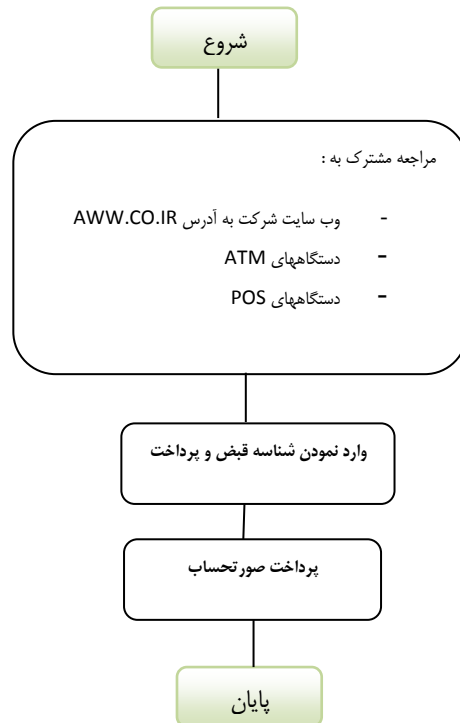 شروع
مراجعه مشترک به :
- وب سایت شرکت به آدرس AWW.CO.IR
- دستگاههای ATM
- دستگاههای POS
وارد نمودن شناسه قبض و پرداخت
پرداخت صورتحساب
پایان